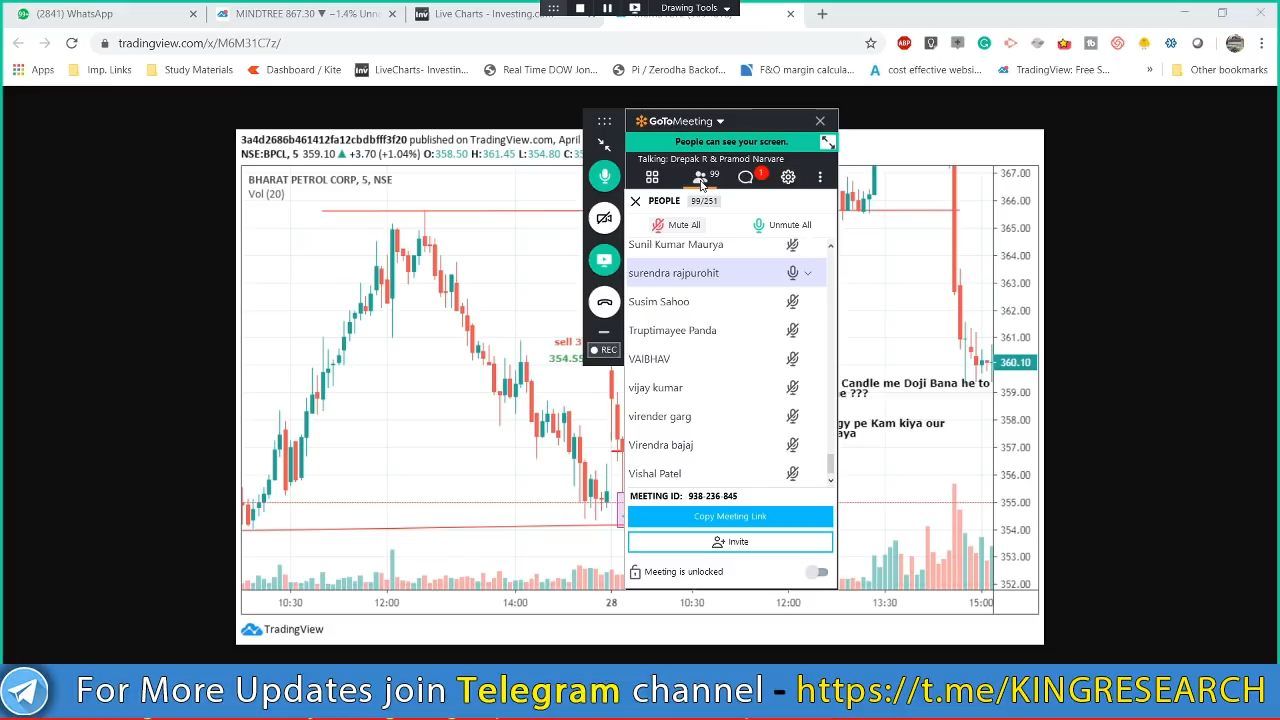 (2841) WhatsApp
MINDTREE 867.30 ▼ −1.4% Unn
Live Charts - Investing.com
Drawing Tools
tradingview.com/x/M6M31C7z/
Apps
Imp. Links
Study Materials
Dashboard / Kite
LiveCharts- Investin...
Real Time DOW Jon...
Pi / Zerodha Back...
F&O margin calcula...
cost effective websi...
TradingView: Free S...
»
Other bookmarks
3a4d2686b461412fa12cbdbfff3f20 published on TradingView.com, April
NSE:BPCL, 5 359.10 ▲ +3.70 (+1.04%) O:358.50 H:361.45 L:354.80 C:35
BHARAT PETROL CORP, 5, NSE
Vol (20)
sell 3
354.55
GoToMeeting
People can see your screen.
Talking: Drepak R & Pramod Narvare
99
1
PEOPLE 99/251
Mute All
Unmute All
Sunil Kumar Maurya
surendra rajpurohit
Susim Sahoo
Truptimayee Panda
VAIBHAV
vijay kumar
virender garg
Virendra bajaj
Vishal Patel
MEETING ID: 938-236-845
Copy Meeting Link
Invite
Meeting is unlocked
REC
Candle me Doji Bana he to
e ???
gy pe Kam kiya our
aya
367.00
366.00
365.00
364.00
363.00
362.00
361.00
360.10
359.00
358.00
357.00
356.00
355.00
354.00
353.00
352.00
10:30
12:00
14:00
28
10:30
12:00
13:30
15:00
TradingView
For More Updates join Telegram channel - https://t.me/KINGRESEARCH